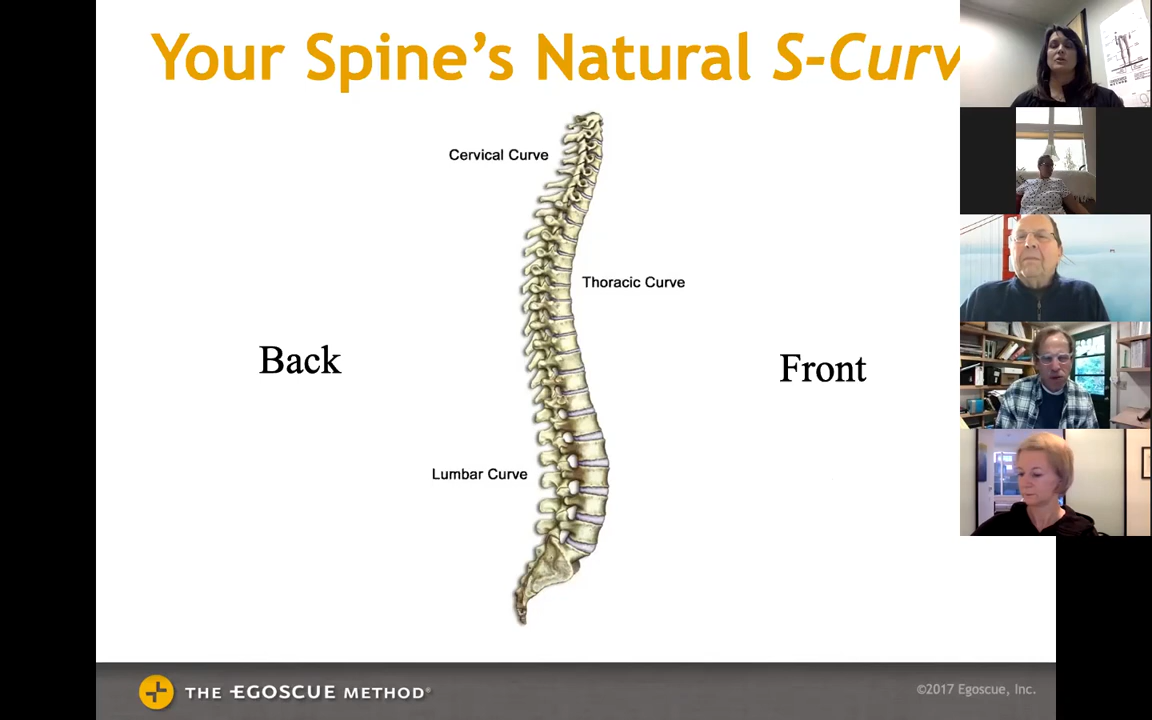 Your Spine's Natural S-Curv
Cervical Curve
Thoracic Curve
Back
Front
Lumbar Curve
THE EGOSCUE METHOD®
©2017 Egoscue, Inc.